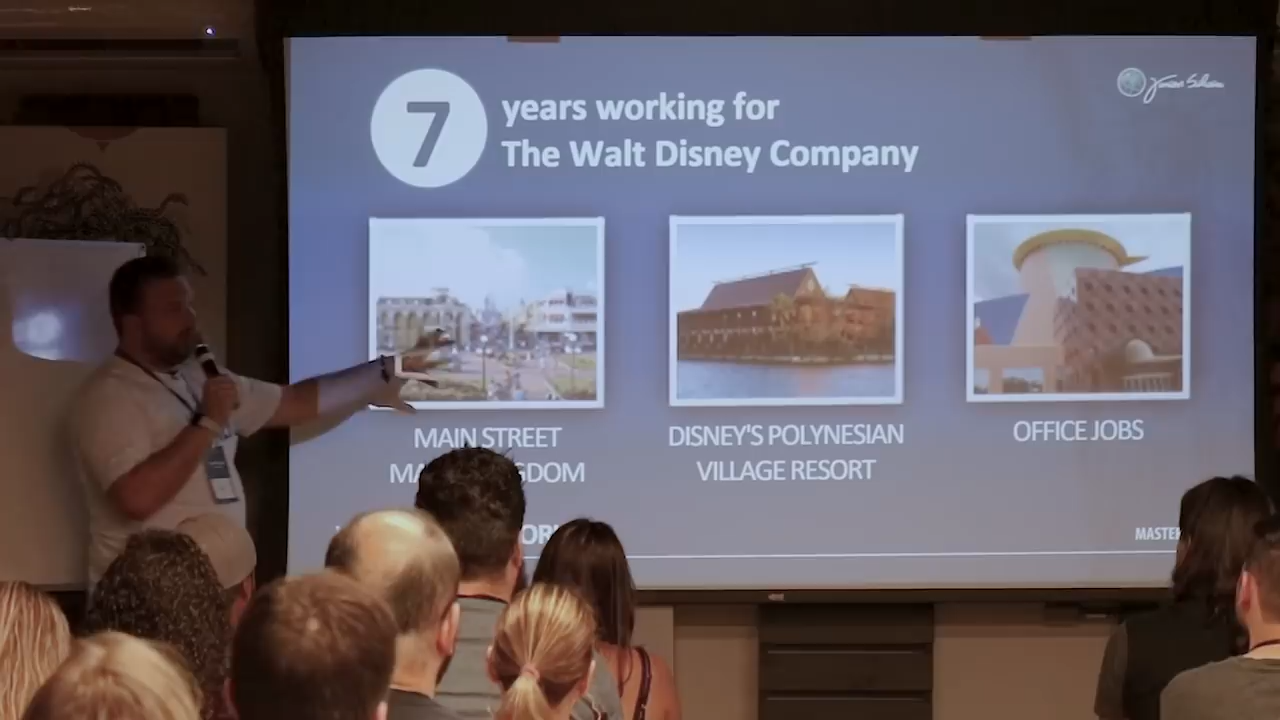 7
years working for
The Walt Disney Company
MAIN STREET
DISNEY'S POLYNESIAN
VILLAGE RESORT
OFFICE JOBS